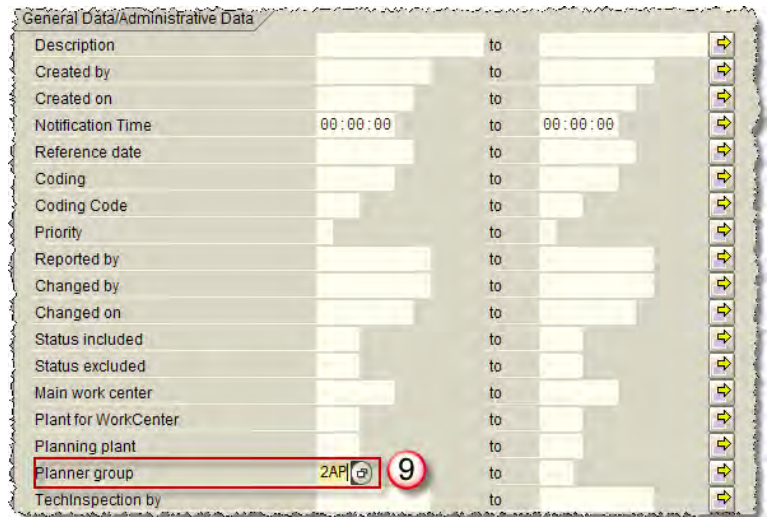 General Data/Administrative Data
Description to
Created by to
Created on to
Notification Time 00:00:00 to 00:00:00
Reference date to
Coding to
Coding Code to
Priority to
Reported by to
Changed by to
Changed on to
Status included to
Status excluded to
Main work center to
Plant for WorkCenter to
Planning plant to
Planner group 2AP 9 to
TechInspection by to